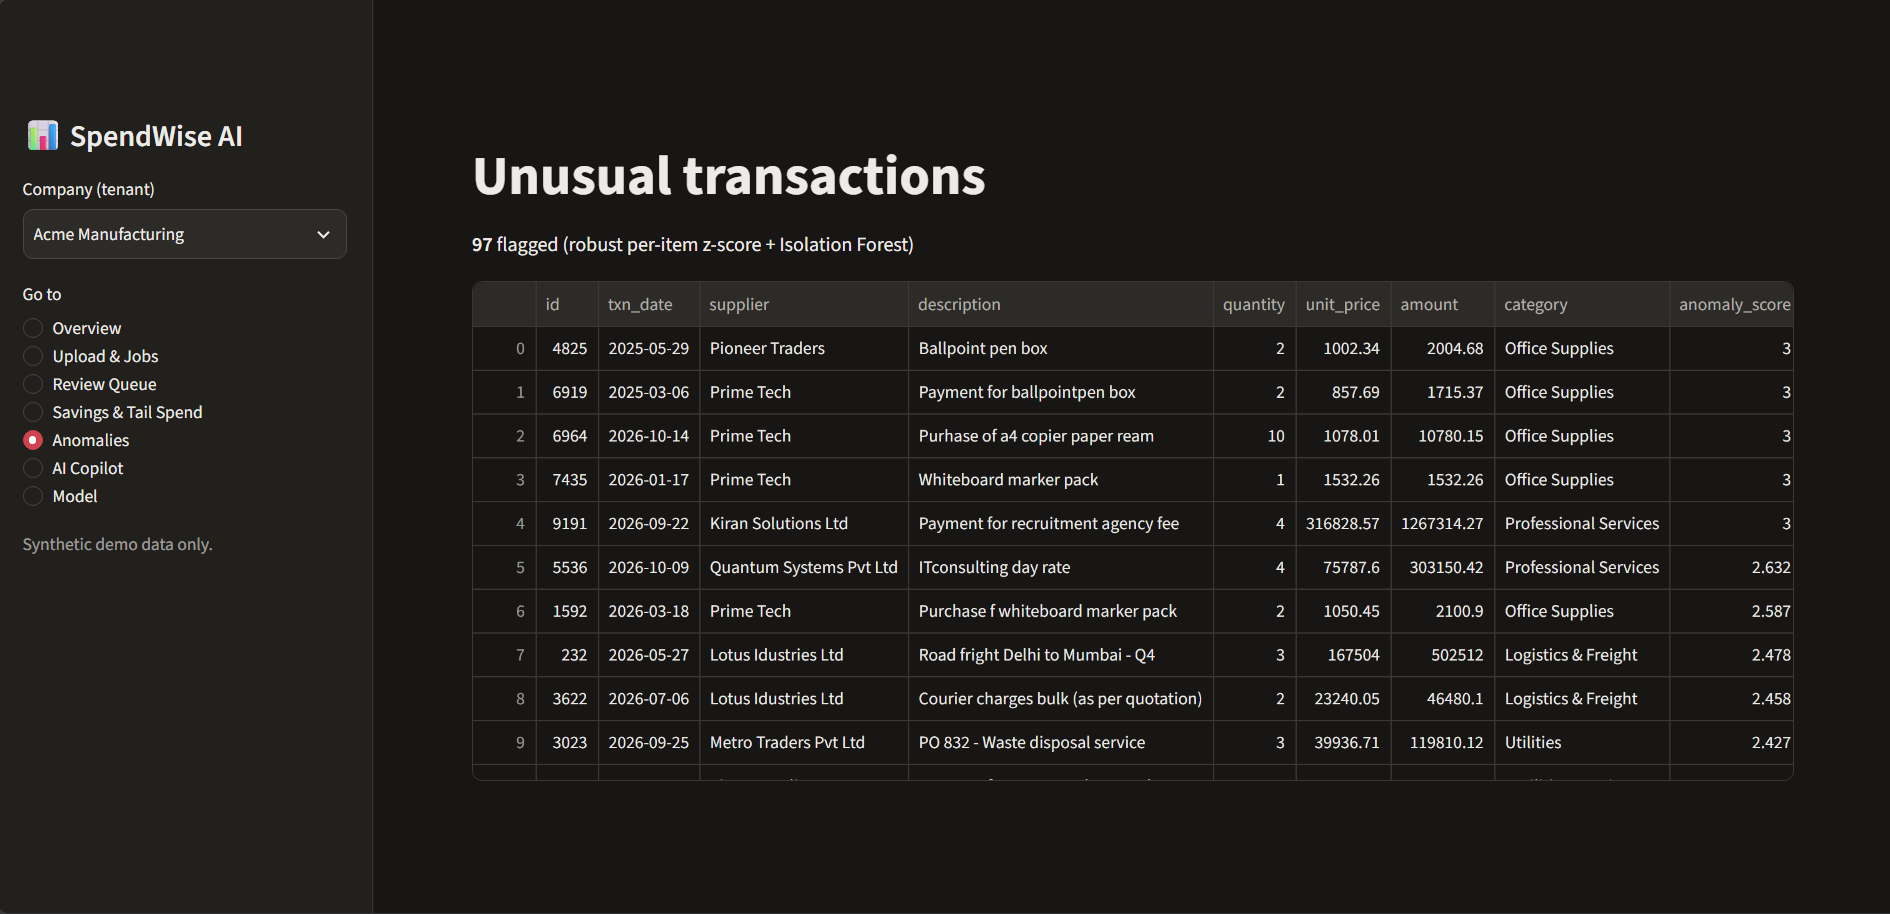 SpendWise AI
Company (tenant)
Acme Manufacturing
Go to
Overview
Upload & Jobs
Review Queue
Savings & Tail Spend
Anomalies
AI Copilot
Model
Synthetic demo data only.
Unusual transactions
97 flagged (robust per-item z-score + Isolation Forest)
id txn_date supplier description quantity unit_price amount category anomaly_score
0 4825 2025-05-29 Pioneer Traders Ballpoint pen box 2 1002.34 2004.68 Office Supplies 3
1 6919 2025-03-06 Prime Tech Payment for ballpointpen box 2 857.69 1715.37 Office Supplies 3
2 6964 2026-10-14 Prime Tech Purhase of a4 copier paper ream 10 1078.01 10780.15 Office Supplies 3
3 7435 2026-01-17 Prime Tech Whiteboard marker pack 1 1532.26 1532.26 Office Supplies 3
4 9191 2026-09-22 Kiran Solutions Ltd Payment for recruitment agency fee 4 316828.57 1267314.27 Professional Services 3
5 5536 2026-10-09 Quantum Systems Pvt Ltd ITconsulting day rate 4 75787.6 303150.42 Professional Services 2.632
6 1592 2026-03-18 Prime Tech Purchase f whiteboard marker pack 2 1050.45 2100.9 Office Supplies 2.587
7 232 2026-05-27 Lotus Idustries Ltd Road fright Delhi to Mumbai - Q4 3 167504 502512 Logistics & Freight 2.478
8 3622 2026-07-06 Lotus Idustries Ltd Courier charges bulk (as per quotation) 2 23240.05 46480.1 Logistics & Freight 2.458
9 3023 2026-09-25 Metro Traders Pvt Ltd PO 832 - Waste disposal service 3 39936.71 119810.12 Utilities 2.427